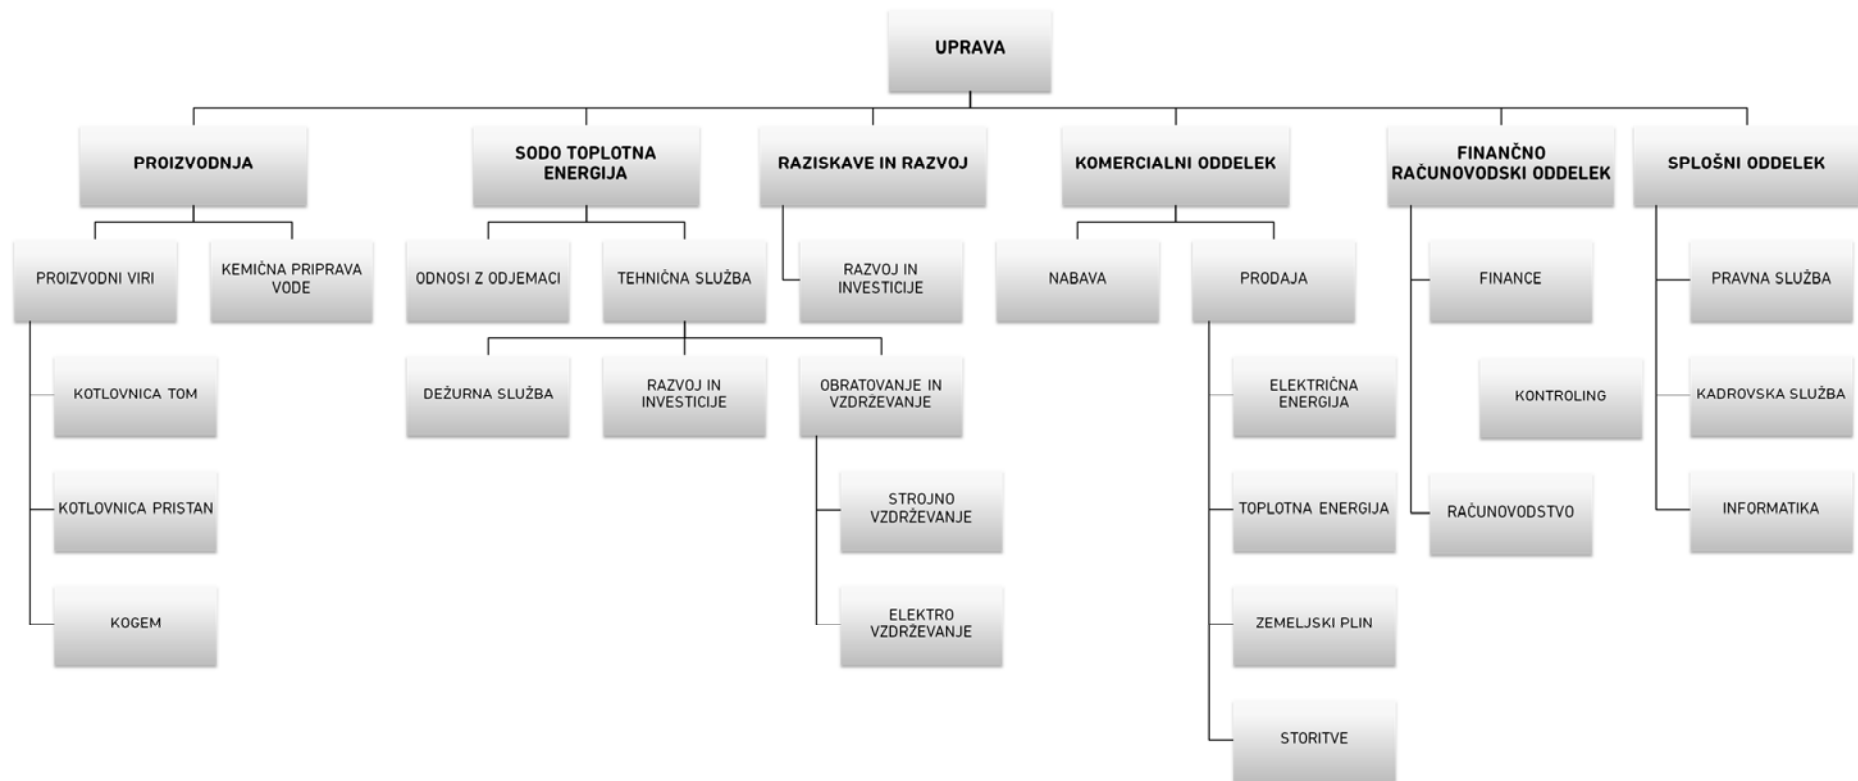 UPRAVA
PROIZVODNJA
SODO TOPLOTNA
ENERGIJA
RAZISKAVE IN RAZVOJ
KOMERCIALNI ODDELEK
FINANČNO
RAČUNOVODSKI ODDELEK
SPLOŠNI ODDELEK
PROIZVODNI VIRI
KEMIČNA PRIPRAVA
VODE
ODNOSI Z ODJEMACI
TEHNIČNA SLUŽBA
RAZVOJ IN
INVESTICIJE
NABAVA
PRODAJA
FINANCE
PRAVNA SLUŽBA
KOTLOVNICA TOM
DEŽURNA SLUŽBA
RAZVOJ IN
INVESTICIJE
OBRATOVANJE IN
VZDRŽEVANJE
ELEKTRIČNA
ENERGIJA
KONTROLING
KADROVSKA SLUŽBA
KOTLOVNICA PRISTAN
STROJNO
VZDRŽEVANJE
TOPLOTNA ENERGIJA
RAČUNOVODSTVO
INFORMATIKA
KOGEM
ELEKTRO
VZDRŽEVANJE
ZEMELJSKI PLIN
STORITVE